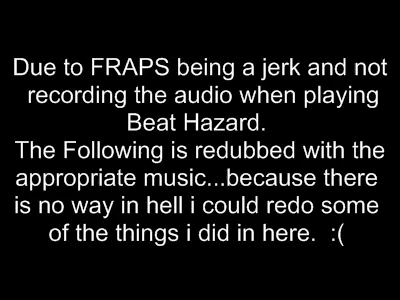 Due to FRAPS being a jerk and not
recording the audio when playing
Beat Hazard.
The Following is redubbed with the
appropriate music...because there
is no way in hell i could redo some
of the things i did in here.  :(